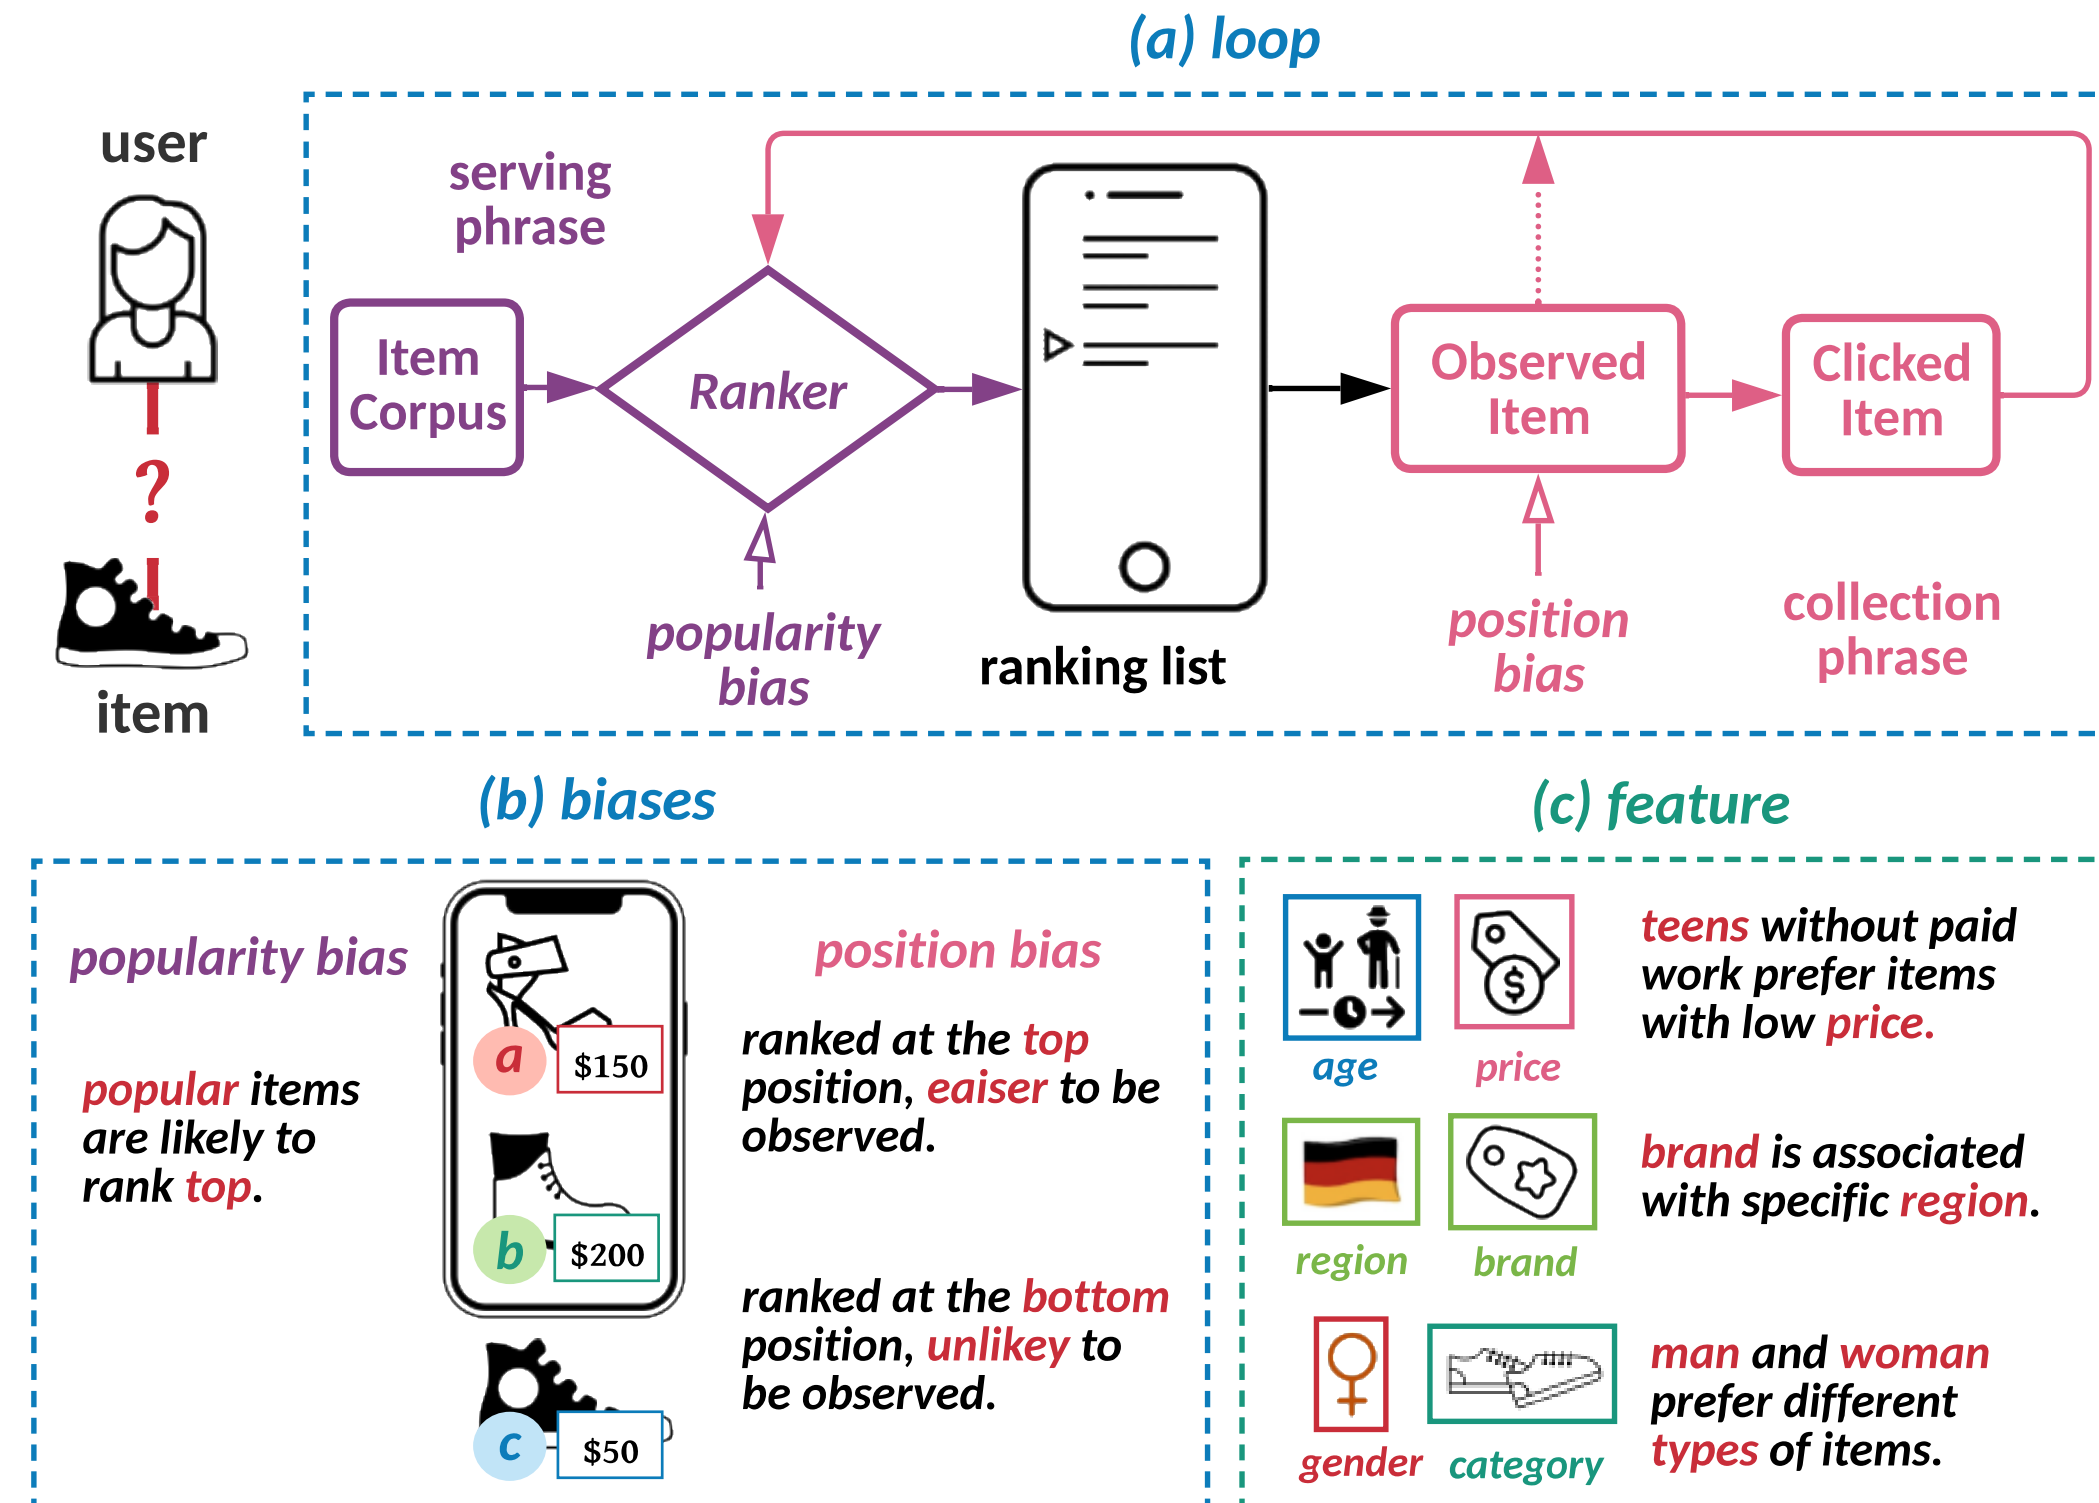 (a) loop
user
serving
phrase
Item
Corpus
Ranker
Observed
Item
Clicked
Item
?
popularity
bias
ranking list
position
bias
collection
phrase
item
(b) biases
popularity bias
popular items
are likely to
rank top.
a
$150
b
$200
c
$50
position bias
ranked at the top
position, eaiser to be
observed.
ranked at the bottom
position, unlikey to
be observed.
(c) feature
$
age
price
teens without paid
work prefer items
with low price.
region
brand
brand is associated
with specific region.
gender
category
man and woman
prefer different
types of items.